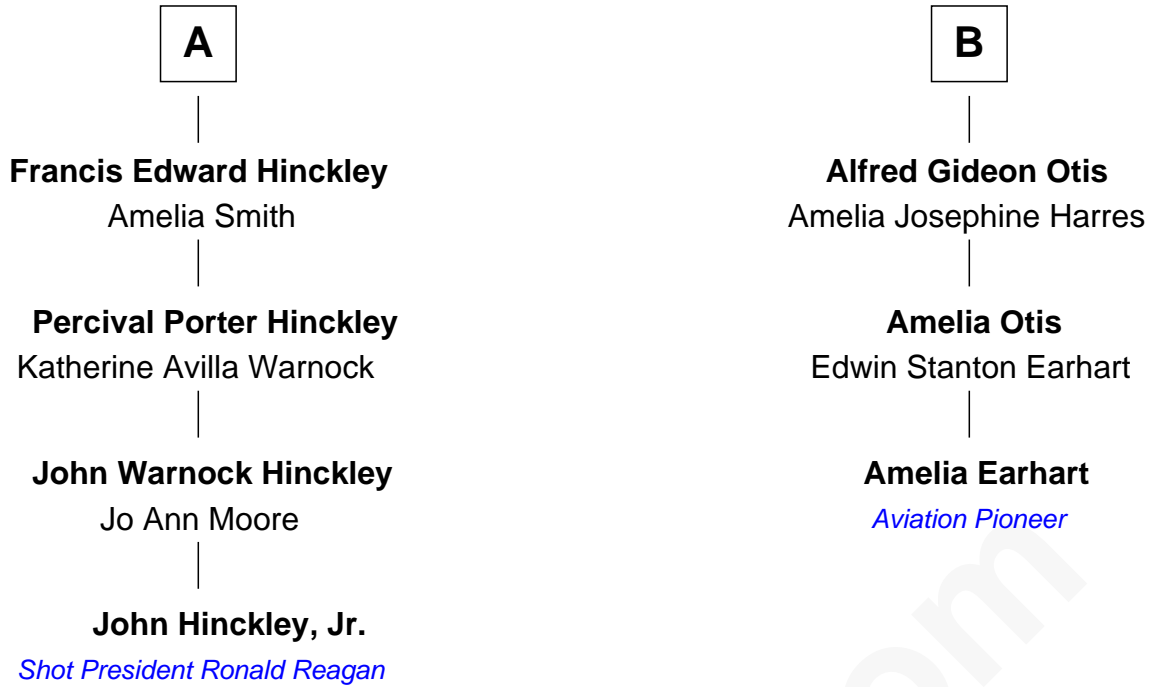 A
Francis Edward Hinckley
Amelia Smith
Percival Porter Hinckley
Katherine Avilla Warnock
John Warnock Hinckley
Jo Ann Moore
John Hinckley, Jr.
Shot President Ronald Reagan
B
Alfred Gideon Otis
Amelia Josephine Harres
Amelia Otis
Edwin Stanton Earhart
Amelia Earhart
Aviation Pioneer